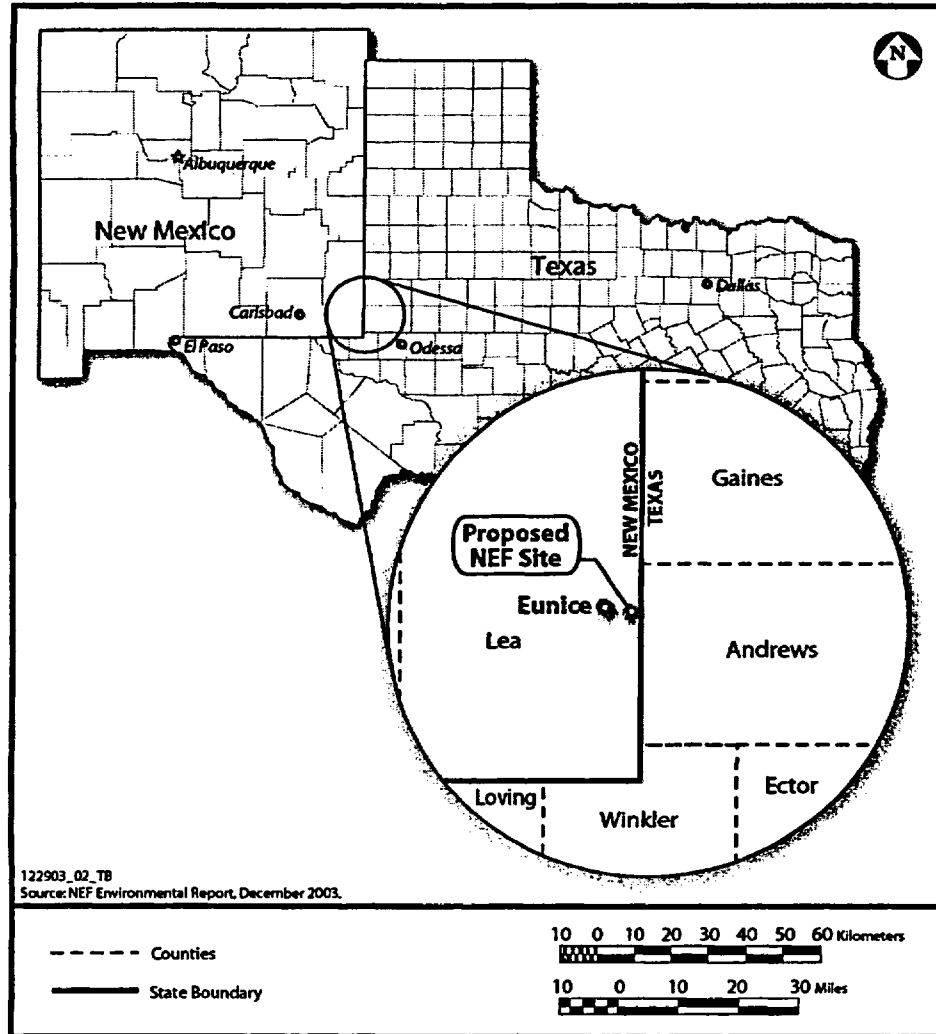 N
Albuquerque
New Mexico
Texas
Dallas
Carlsbad
El Paso
Odessa
NEW MEXICO
TEXAS
Gaines
Proposed
NEF Site
Eunice
Lea
Andrews
Loving
Winkler
Ector
122903_02_TB
Source: NEF Environmental Report, December 2003.
Counties
State Boundary
10 0 10 20 30 40 50 60 Kilometers
10 0 10 20 30 Miles